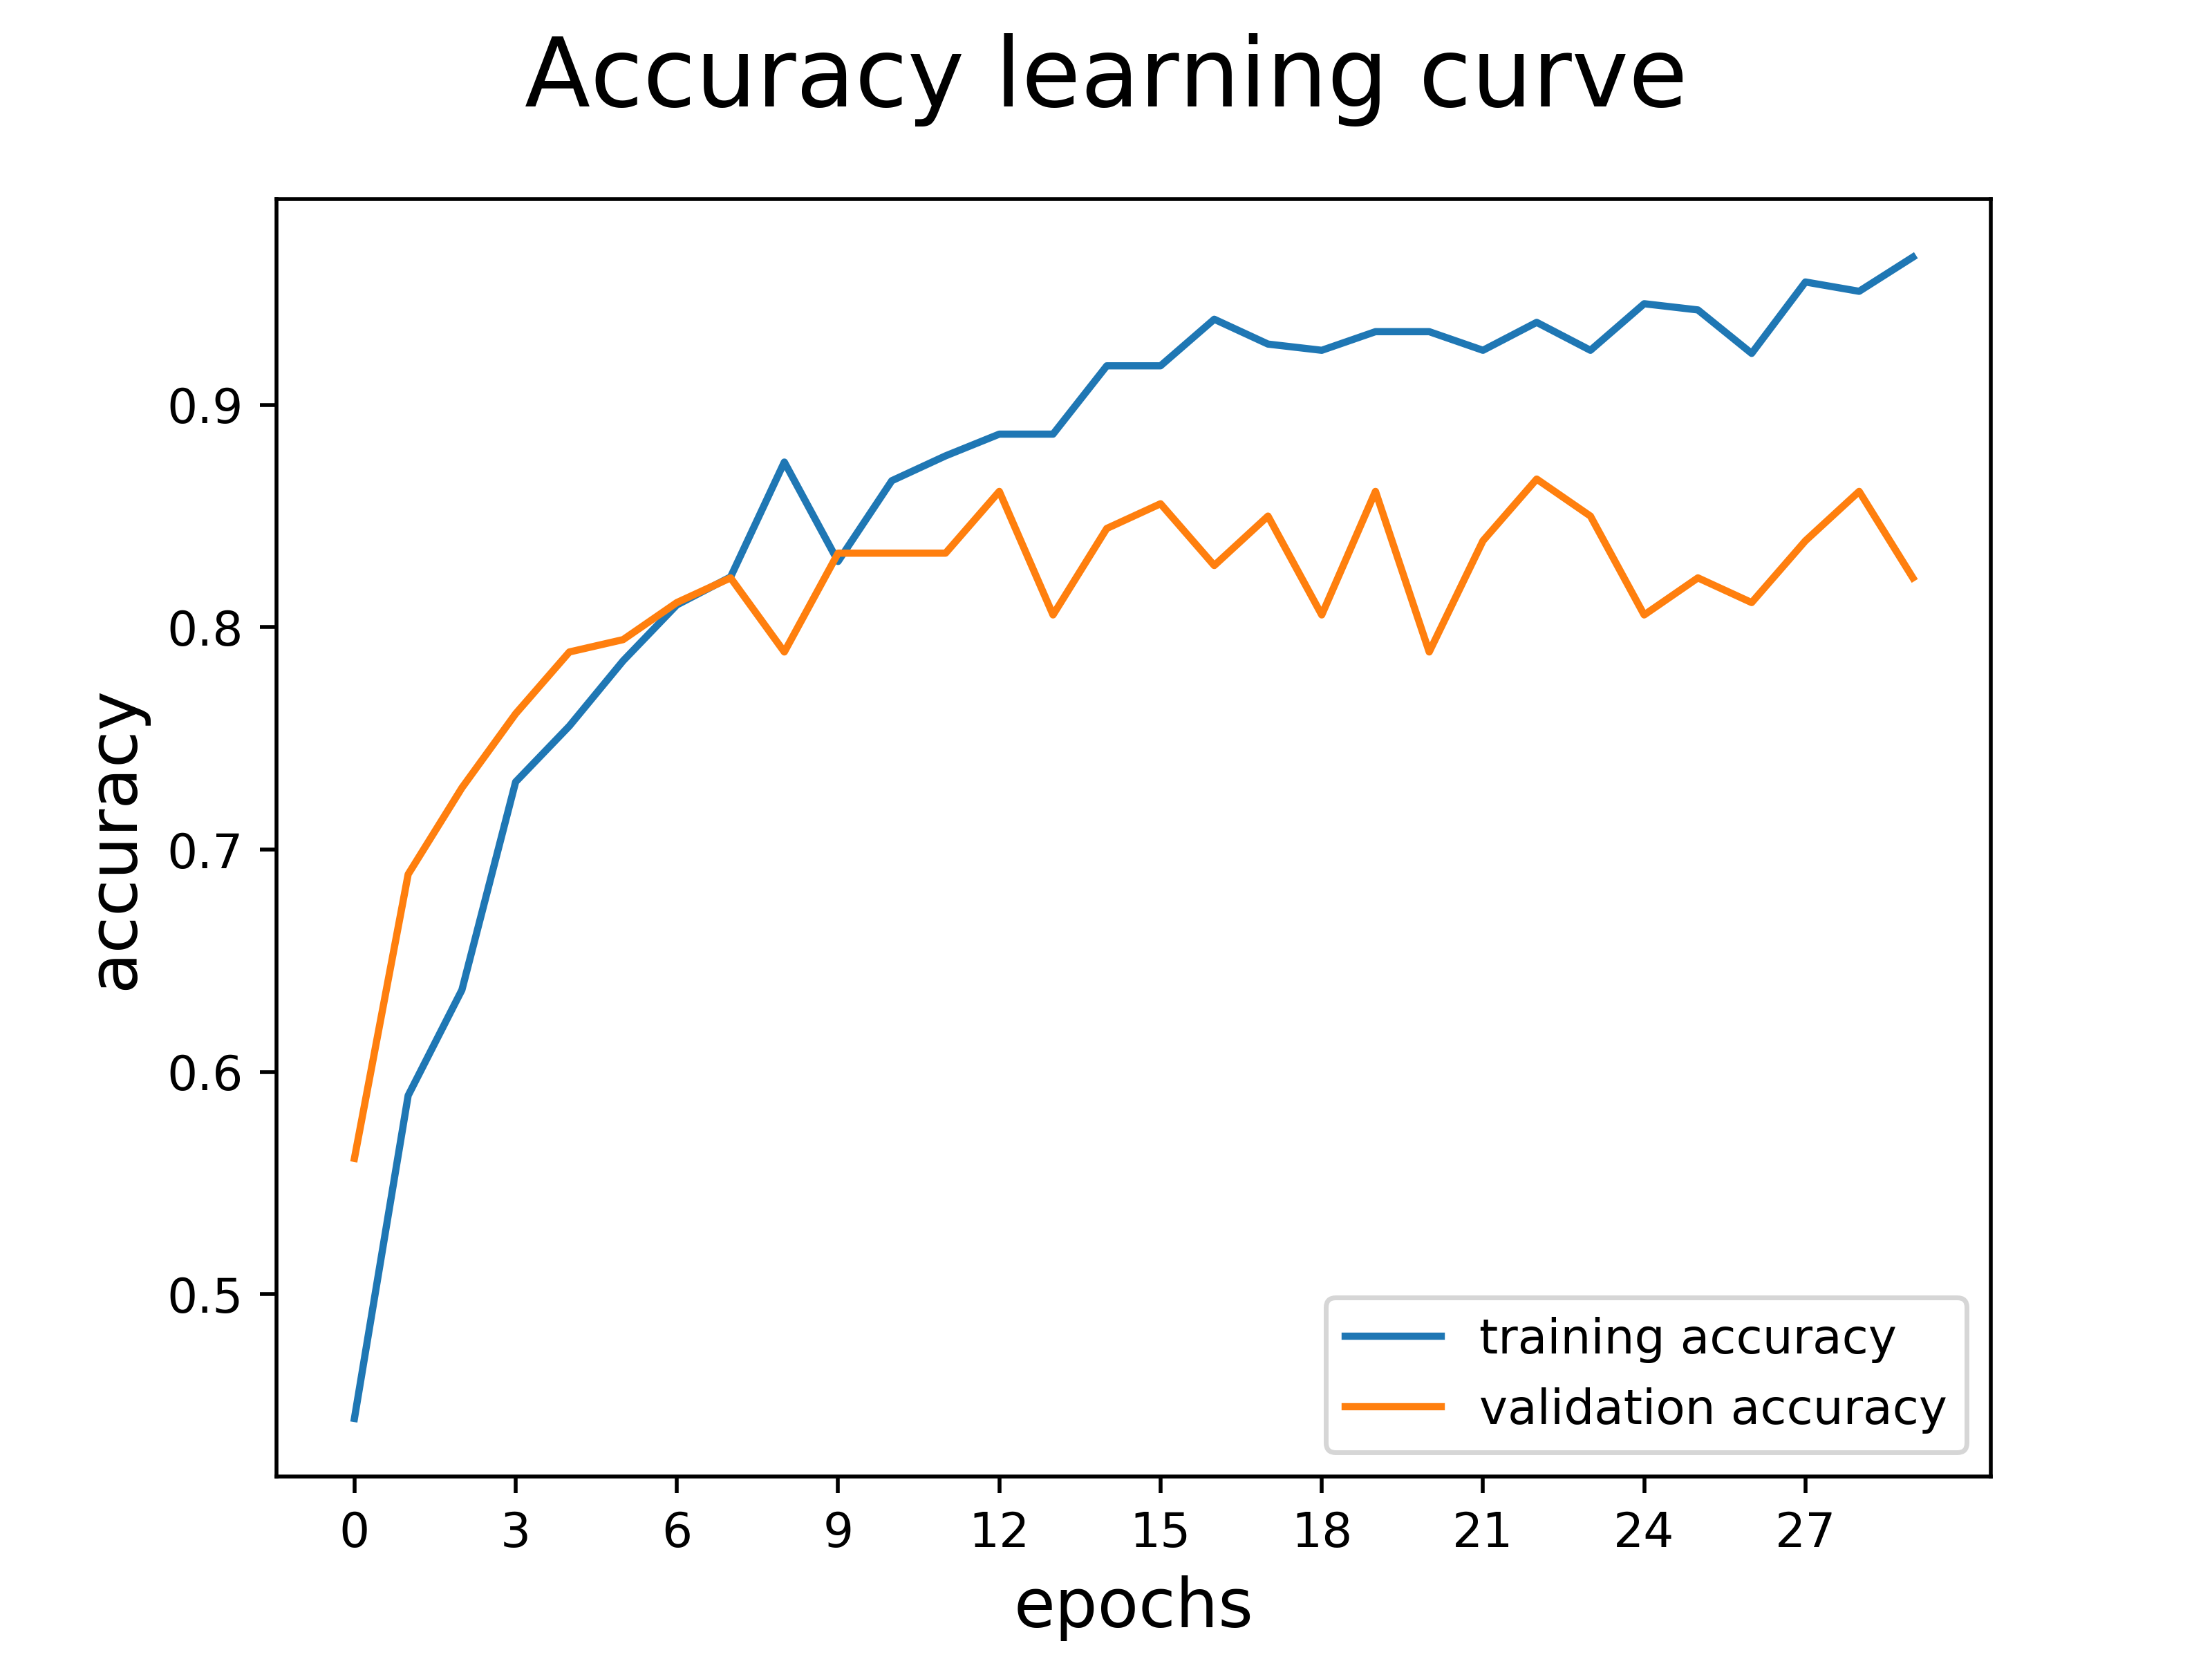 Accuracy learning curve
accuracy
0.9
0.8
0.7
0.6
0.5
training accuracy
validation accuracy
0 3 6 9 12 15 18 21 24 27
epochs